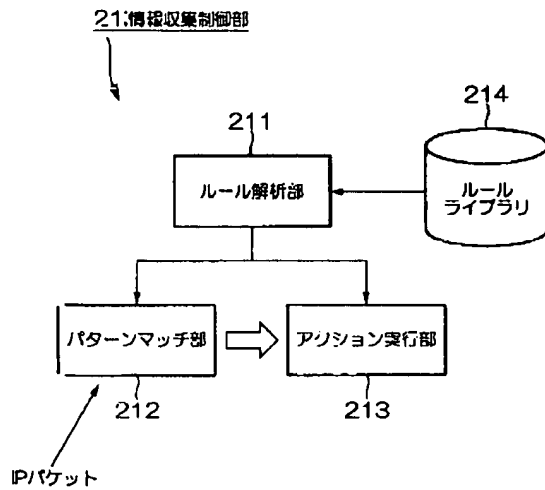 21:情報収集制御部
214
211
ルール
ライブラリ
ルール解析部
パターンマッチ部
アクション実行部
212
213
IPパケット